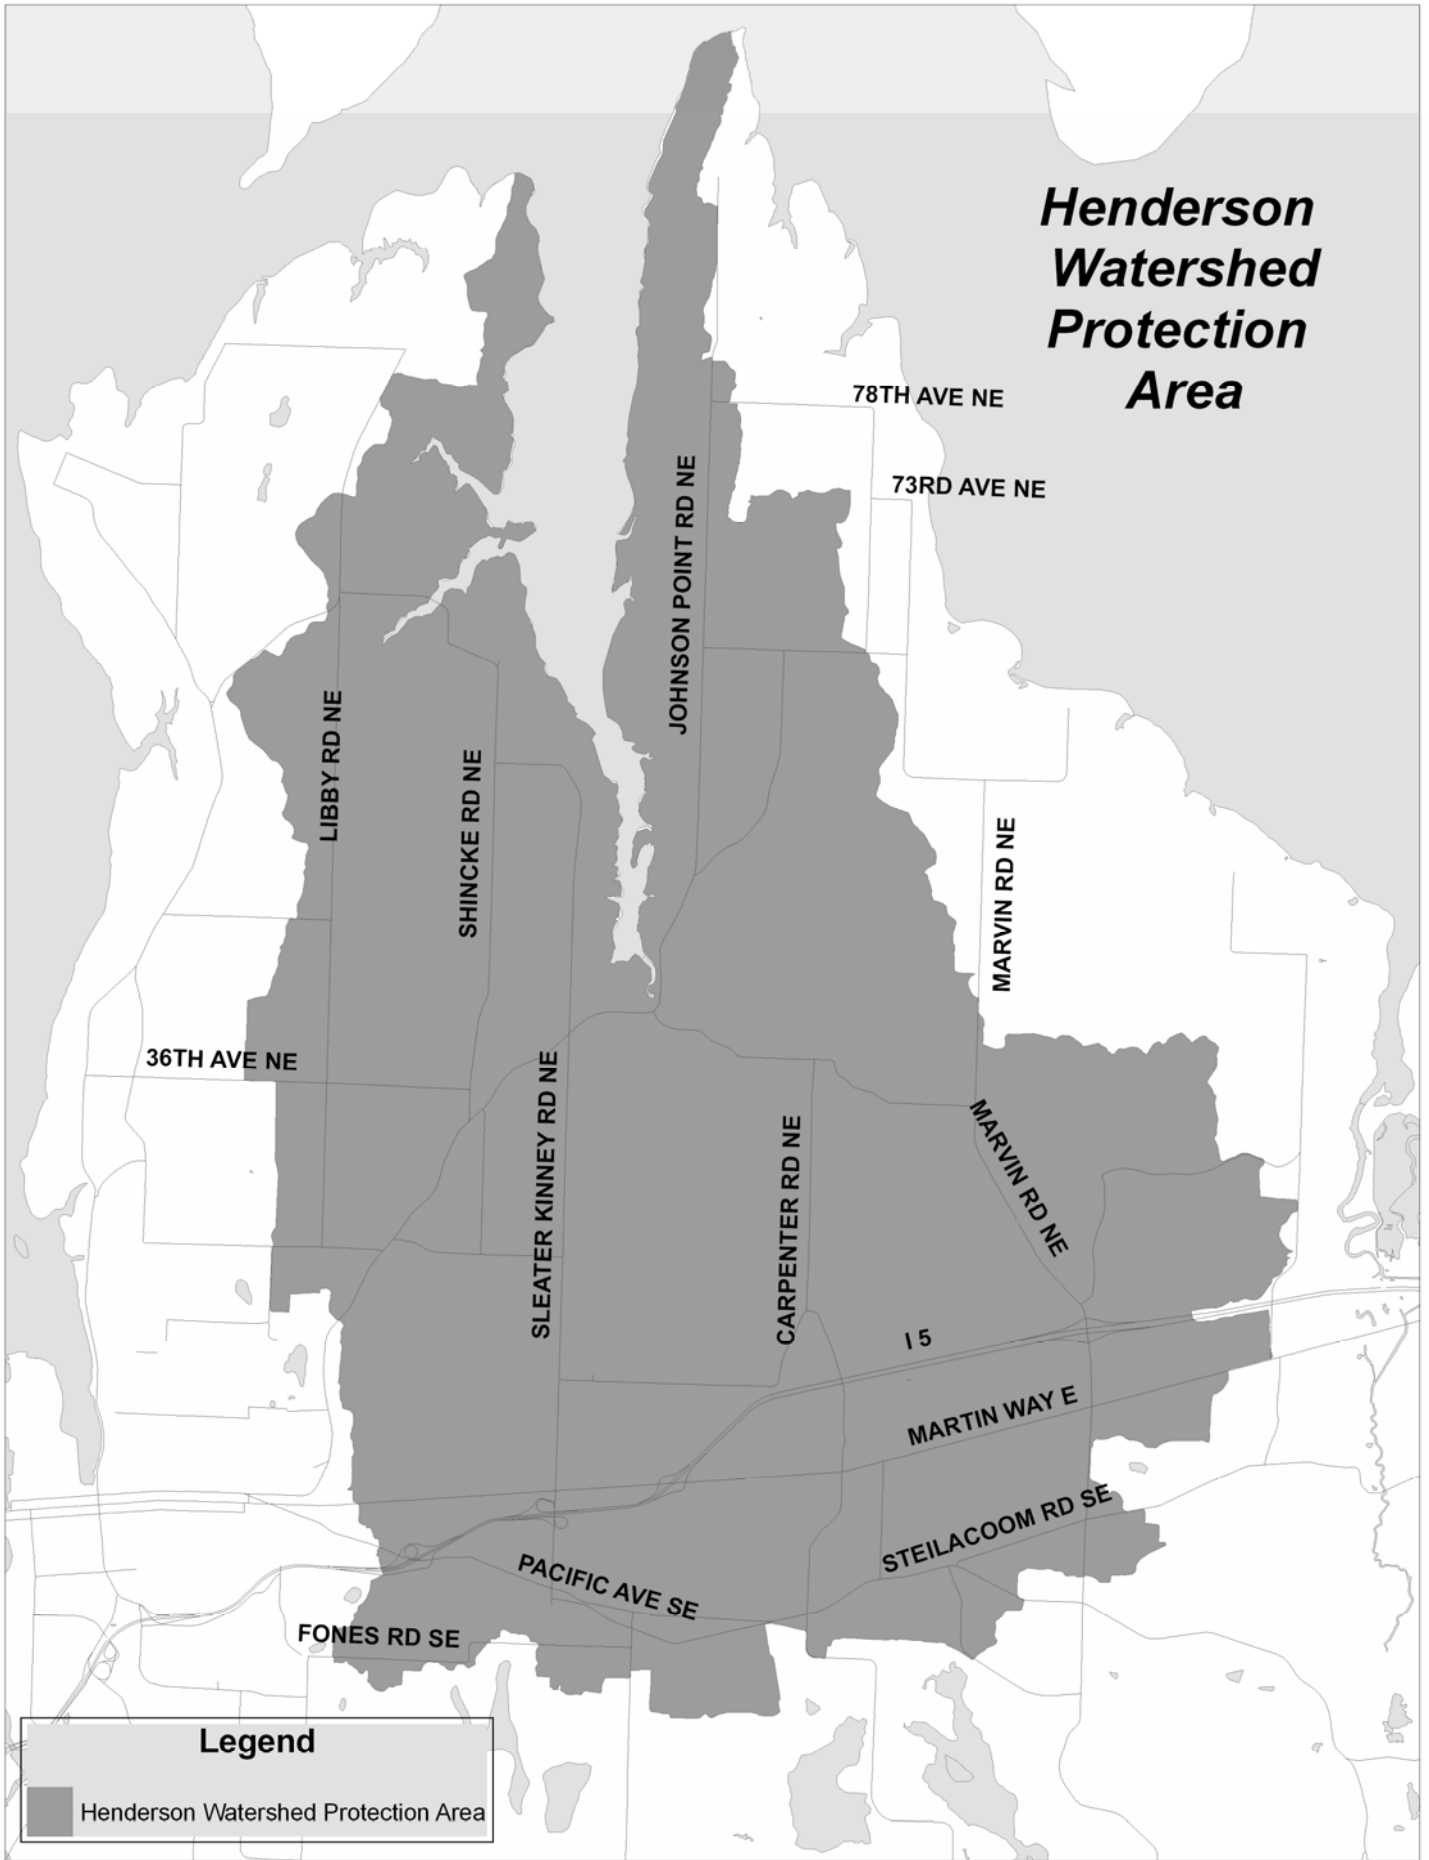 Henderson
Watershed
Protection
Area
78TH AVE NE
73RD AVE NE
JOHNSON POINT RD NE
LIBBY RD NE
SHINCKE RD NE
MARVIN RD NE
36TH AVE NE
SLEATER KINNEY RD NE
CARPENTER RD NE
MARVIN RD NE
I 5
MARTIN WAY E
STEILACOOM RD SE
PACIFIC AVE SE
FONES RD SE
Legend
Henderson Watershed Protection Area